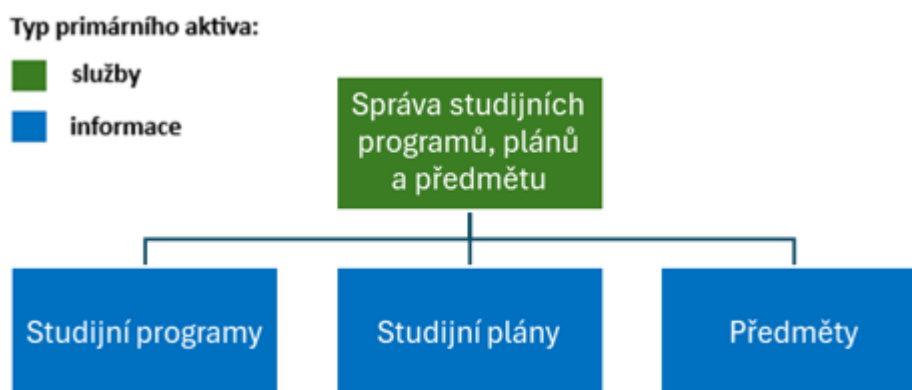 Typ primárního aktiva:
služby
informace
Správa studijních
programů, plánů
a předmětu
Studijní programy
Studijní plány
Předměty